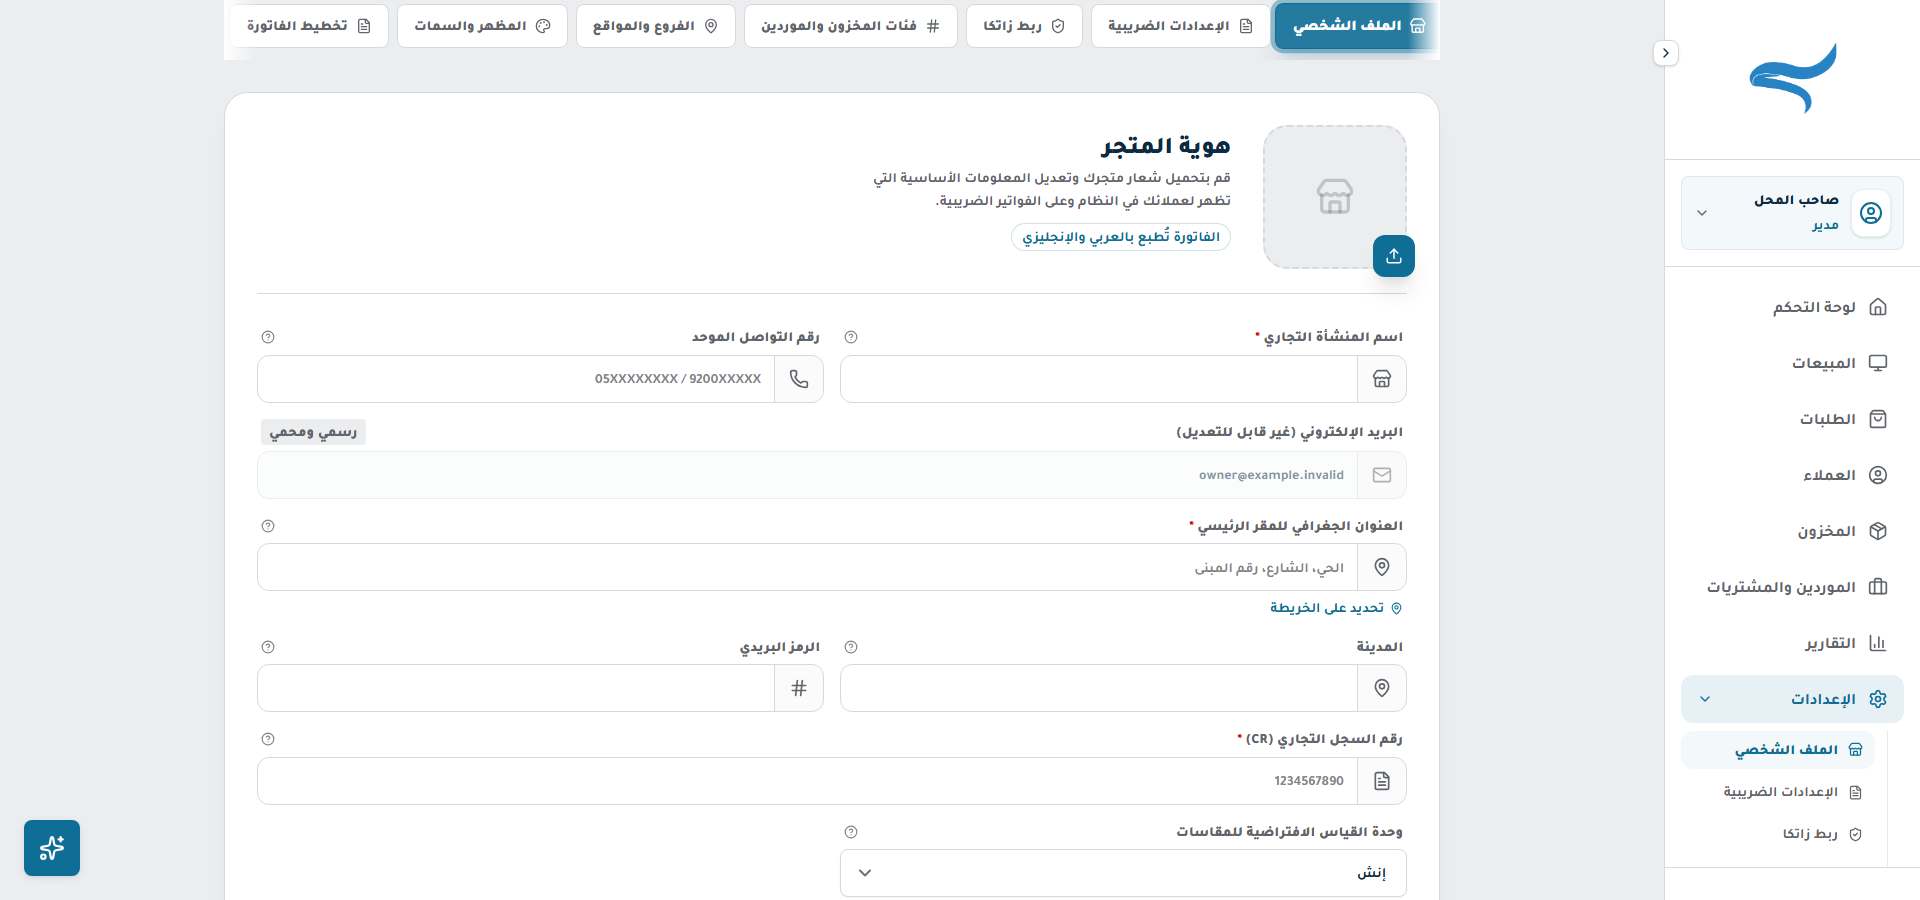 الملف الشخصي
الإعدادات الضريبية
ربط زاتكا
فئات المخزون والموردين
الفروع والمواقع
المظهر والسمات
تخطيط الفاتورة
صاحب المحل
مدير
لوحة التحكم
المبيعات
الطلبات
العملاء
المخزون
الموردين والمشتريات
التقارير
الإعدادات
الملف الشخصي
الإعدادات الضريبية
ربط زاتكا
هوية المتجر
قم بتحميل شعار متجرك وتعديل المعلومات الأساسية التي
تظهر لعملائك في النظام وعلى الفواتير الضريبية.
الفاتورة تُطبع بالعربي والإنجليزي
اسم المنشأة التجاري *
رقم التواصل الموحد
05XXXXXXXX / 9200XXXXX
البريد الإلكتروني (غير قابل للتعديل)
رسمي ومحمي
owner@example.invalid
العنوان الجغرافي للمقر الرئيسي *
الحي، الشارع، رقم المبنى
تحديد على الخريطة
المدينة
الرمز البريدي
رقم السجل التجاري (CR) *
1234567890
وحدة القياس الافتراضية للمقاسات
إنش